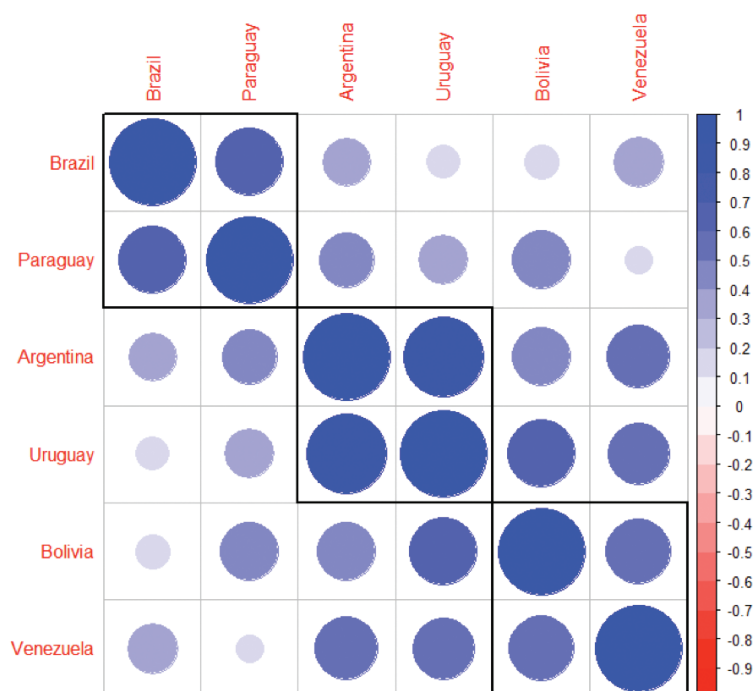 Brazil
Paraguay
Argentina
Uruguay
Bolivia
Venezuela
Brazil
Paraguay
Argentina
Uruguay
Bolivia
Venezuela
1
0.9
0.8
0.7
0.6
0.5
0.4
0.3
0.2
0.1
0
-0.1
-0.2
-0.3
-0.4
-0.5
-0.6
-0.7
-0.8
-0.9